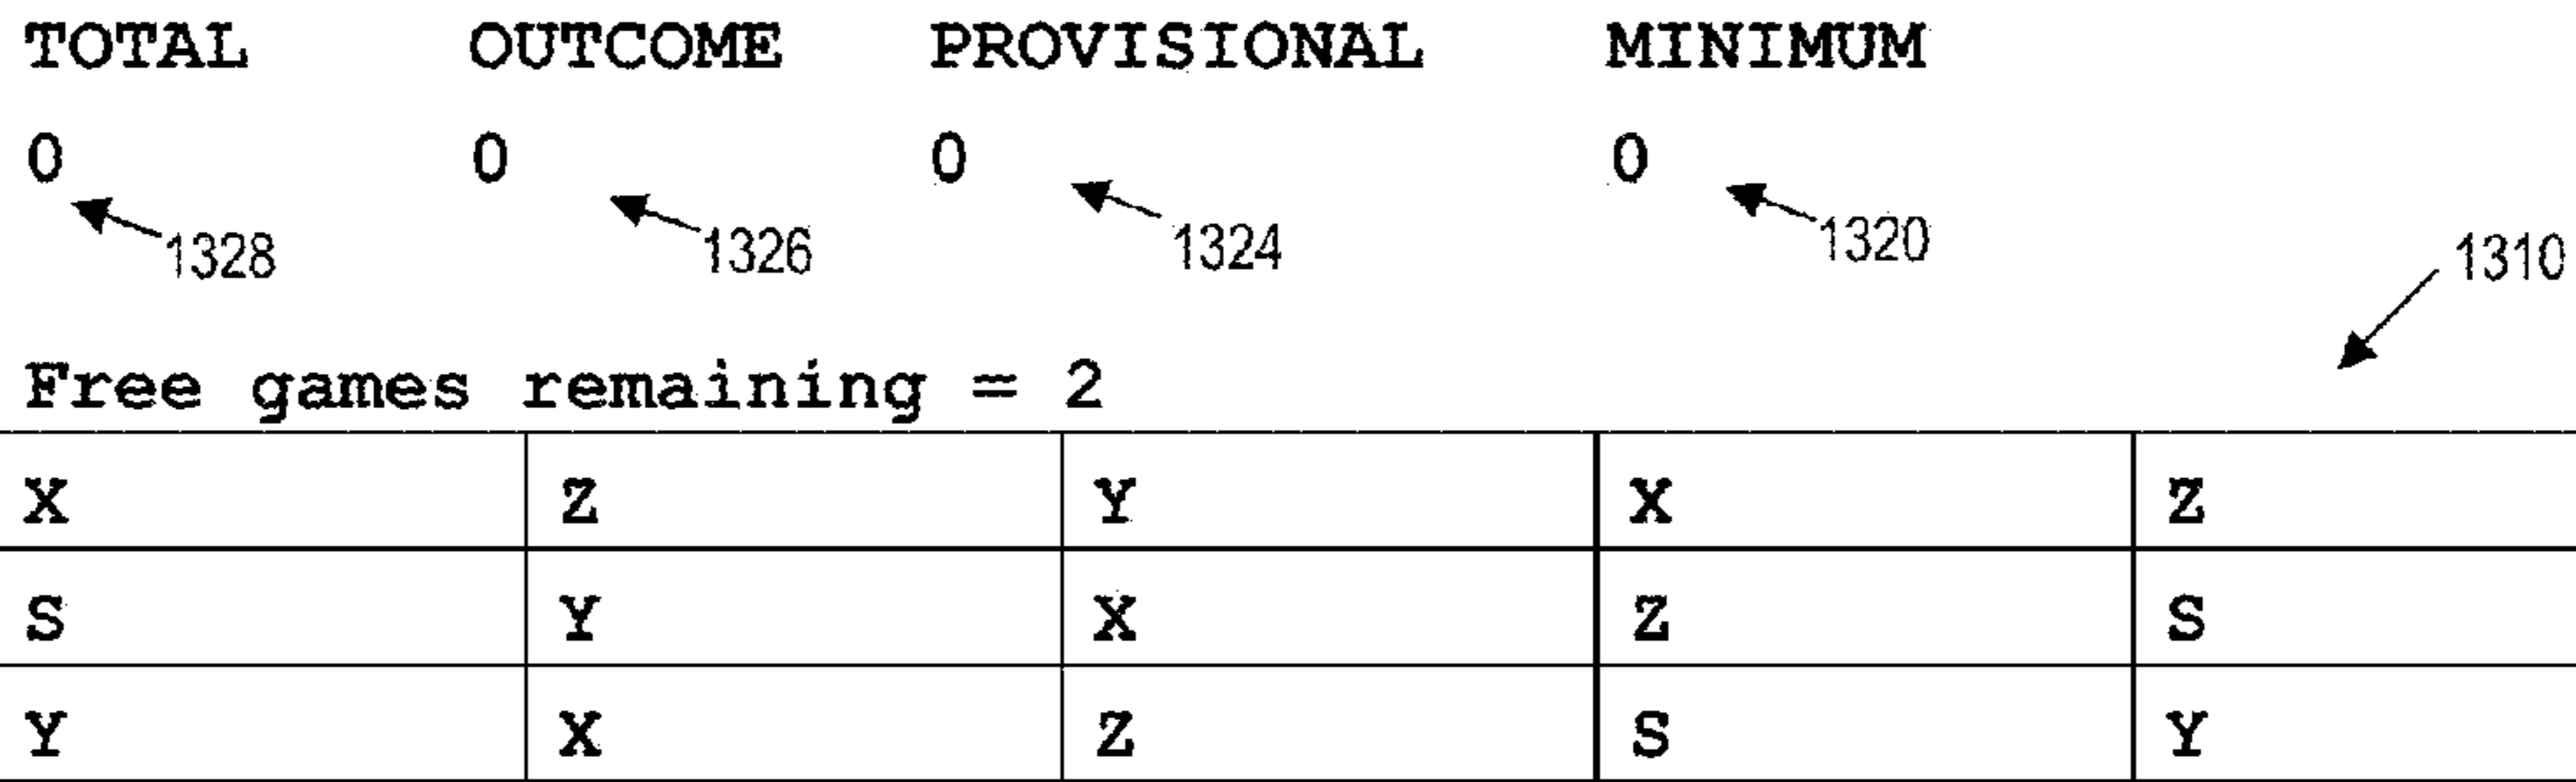 TOTAL OUTCOME PROVISIONAL MINIMUM
0 0 0 0
1328 1326 1324 1320 1310
Free games remaining = 2
X Z Y X Z
S Y X Z S
Y X Z S Y